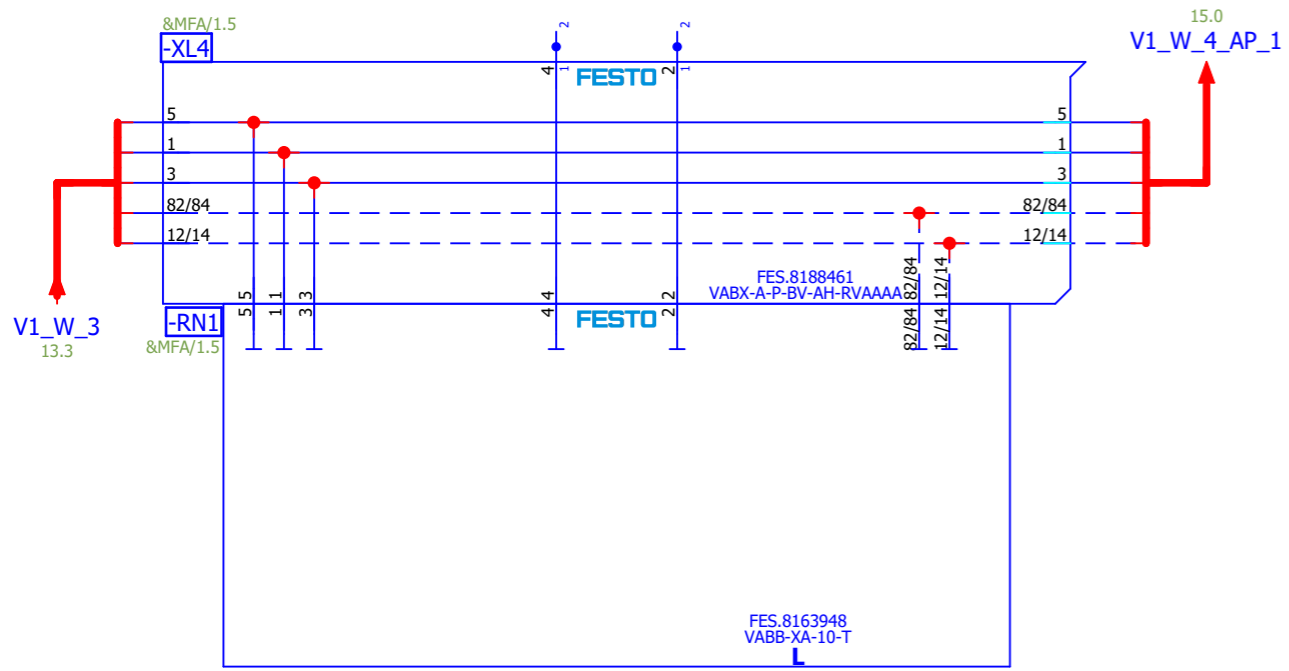 &MFA/1.5
-XL4
2
2
15.0
V1_W_4_AP_1
4
1
FESTO
2
1
5
5
1
1
3
3
82/84
82/84
12/14
12/14
FES.8188461
VABX-A-P-BV-AH-RVAAAA
5
1
3
4
2
82/84
12/14
V1_W_3
13.3
-RN1
&MFA/1.5
5
1
3
4
FESTO
2
82/84
12/14
FES.8163948
VABB-XA-10-T
L